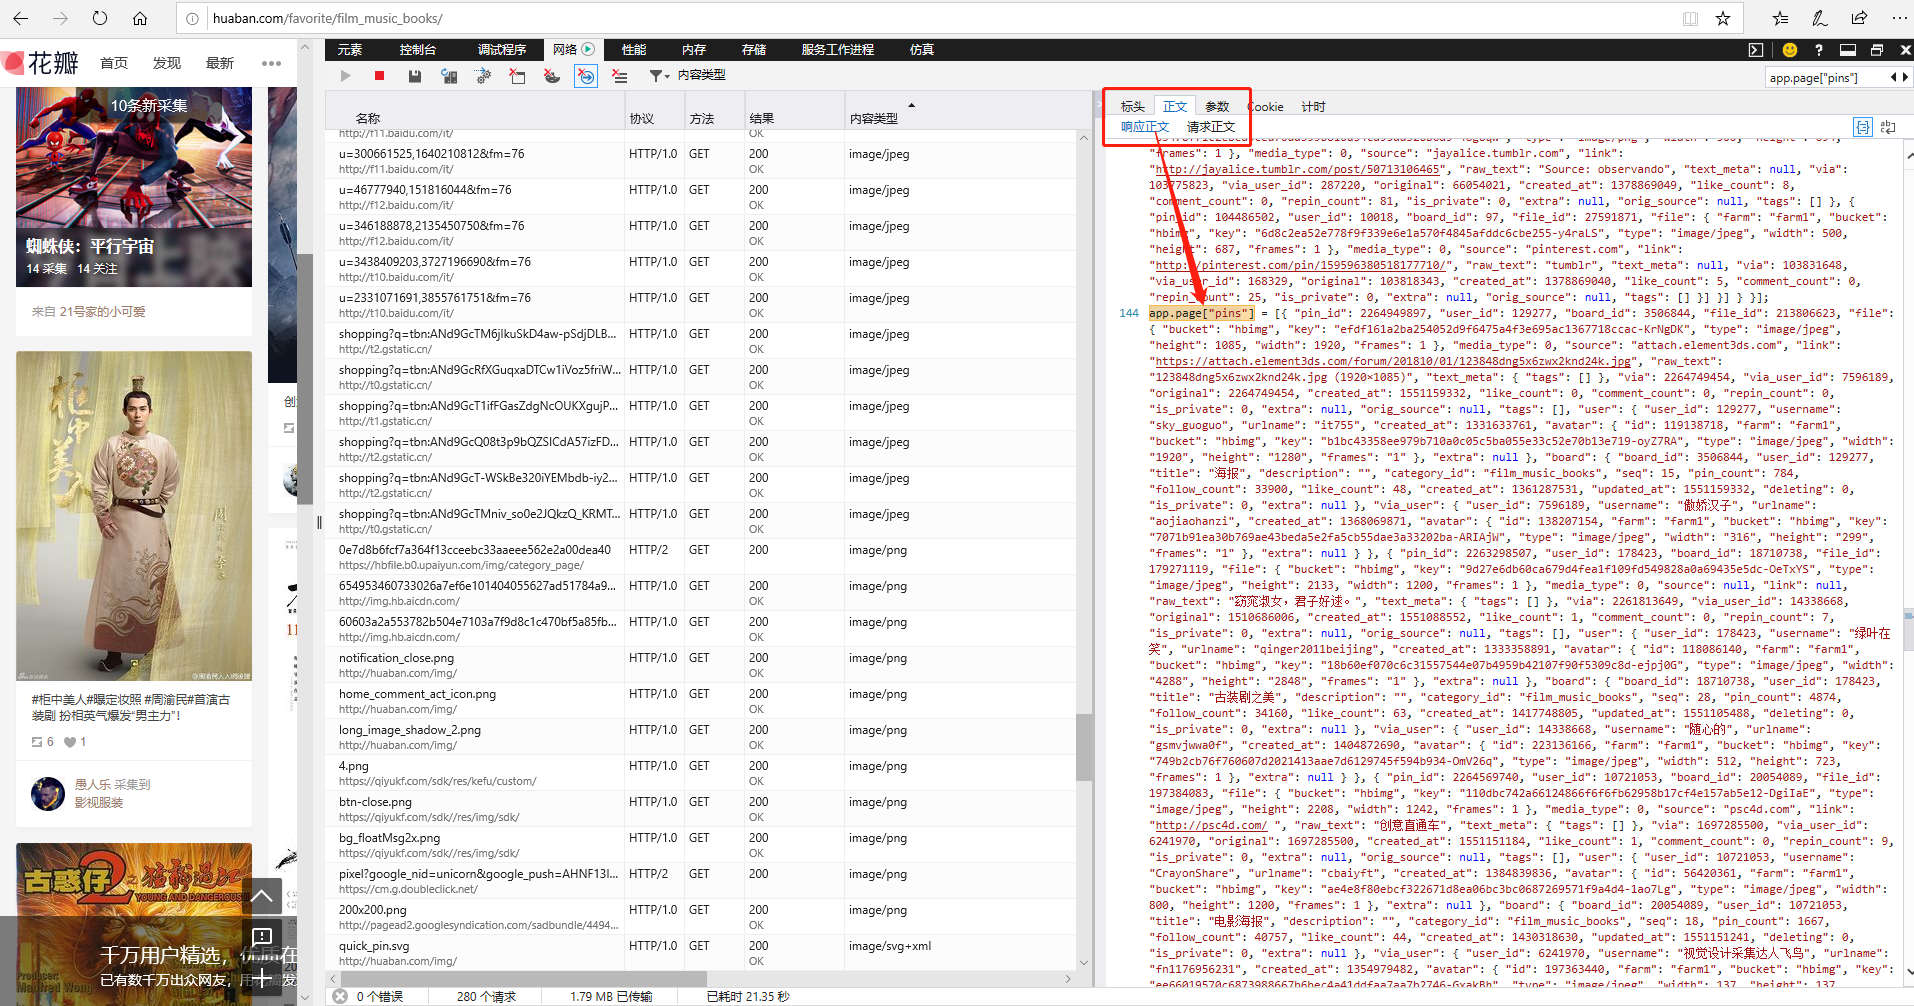 huaban.com/favorite/film_music_books/
花瓣 首页 发现 最新
10条新采集
蜘蛛侠：平行宇宙
14 采集 14 关注
来自 21号家的小可爱
#柜中美人#曝定妆照 #周渝民#首演古
装剧 扮相英气爆发“男主力”！
6 1
愚人乐 采集到
影视服装
古惑仔2之猛龍過江
YOUNG AND DANGEROUS
千万用户精选，优质在
已有数千万出众网友，用花瓣发
元素 控制台 调试程序 网络 性能 内存 存储 服务工作进程 仿真
内容类型
app.page["pins"]
名称 协议 方法 结果 内容类型
http://f11.baidu.com/it/ OK
u=300661525,1640210812&fm=76 HTTP/1.0 GET 200 image/jpeg
http://f11.baidu.com/it/ OK
u=46777940,151816044&fm=76 HTTP/1.0 GET 200 image/jpeg
http://f12.baidu.com/it/ OK
u=346188878,2135450750&fm=76 HTTP/1.0 GET 200 image/jpeg
http://f12.baidu.com/it/ OK
u=3438409203,3727196690&fm=76 HTTP/1.0 GET 200 image/jpeg
http://t10.baidu.com/it/ OK
u=2331071691,3855761751&fm=76 HTTP/1.0 GET 200 image/jpeg
http://t10.baidu.com/it/ OK
shopping?q=tbn:ANd9GcTM6jIkuSkD4aw-pSdjDLB... HTTP/1.0 GET 200 image/jpeg
http://t2.gstatic.cn/ OK
shopping?q=tbn:ANd9GcRfXGuqxaDTCw1iVoz5friW... HTTP/1.0 GET 200 image/jpeg
http://t0.gstatic.cn/ OK
shopping?q=tbn:ANd9GcT1ifFGasZdgNcOUKXgujP... HTTP/1.0 GET 200 image/jpeg
http://t1.gstatic.cn/ OK
shopping?q=tbn:ANd9GcQ08t3p9bQZSlCdA57izFD... HTTP/1.0 GET 200 image/jpeg
http://t2.gstatic.cn/ OK
shopping?q=tbn:ANd9GcT-WSkBe320iYEMbdb-iy2... HTTP/1.0 GET 200 image/jpeg
http://t2.gstatic.cn/ OK
shopping?q=tbn:ANd9GcTMniv_so0e2JQkzQ_KRMT... HTTP/1.0 GET 200 image/jpeg
http://t0.gstatic.cn/ OK
0e7d8b6fcf7a364f13cceebc33aaeee562e2a00dea40 HTTP/2 GET 200 image/png
https://hbfile.b0.upaiyun.com/img/category_page/
654953460733026a7ef6e101404055627ad51784a9... HTTP/1.0 GET 200 image/png
http://img.hb.aicdn.com/ OK
60603a2a553782b504e7103a7f9d8c1c470bf5a85fb... HTTP/1.0 GET 200 image/png
http://img.hb.aicdn.com/ OK
notification_close.png HTTP/1.0 GET 200 image/png
http://huaban.com/img/ OK
home_comment_act_icon.png HTTP/1.0 GET 200 image/png
http://huaban.com/img/ OK
long_image_shadow_2.png HTTP/1.0 GET 200 image/png
http://huaban.com/img/ OK
4.png HTTP/1.0 GET 200 image/png
https://qiyukf.com/sdk/res/kefu/custom/ OK
btn-close.png HTTP/1.0 GET 200 image/png
https://qiyukf.com/sdk//res/img/sdk/ OK
bg_floatMsg2x.png HTTP/1.0 GET 200 image/png
https://qiyukf.com/sdk//res/img/sdk/ OK
pixel?google_nid=unicorn&google_push=AHNF13I... HTTP/2 GET 200 image/png
https://cm.g.doubleclick.net/ OK
200x200.png HTTP/1.0 GET 200 image/png
http://pagead2.googlesyndication.com/sadbundle/4494... OK
quick_pin.svg HTTP/1.0 GET 200 image/svg+xml
http://huaban.com/img/ OK
0 个错误 280 个请求 1.79 MB 已传输 已耗时 21.35 秒
标头 正文 参数 Cookie 计时
响应正文 请求正文
"frames": 1 }, "media_type": 0, "source": "jayalice.tumblr.com", "link":
"http://jayalice.tumblr.com/post/50713106465", "raw_text": "Source: observando", "text_meta": null, "via":
103775823, "via_user_id": 287220, "original": 66054021, "created_at": 1378869049, "like_count": 8,
"comment_count": 0, "repin_count": 81, "is_private": 0, "extra": null, "orig_source": null, "tags": [] }, {
"pin_id": 104486502, "user_id": 10018, "board_id": 97, "file_id": 27591871, "file": { "farm": "farm1", "bucket":
"hbimg", "key": "6d8c2ea52e778f9f339e6e1a570f4845afddc6cbe255-y4raLS", "type": "image/jpeg", "width": 500,
"height": 687, "frames": 1 }, "media_type": 0, "source": "pinterest.com", "link":
"http://pinterest.com/pin/159596380518177710/", "raw_text": "tumblr", "text_meta": null, "via": 103831648,
"via_user_id": 168329, "original": 103818343, "created_at": 1378869040, "like_count": 5, "comment_count": 0,
"repin_count": 25, "is_private": 0, "extra": null, "orig_source": null, "tags": [] }] }] } }];
144 app.page["pins"] = [{ "pin_id": 2264949897, "user_id": 129277, "board_id": 3506844, "file_id": 213806623, "file":
{ "bucket": "hbimg", "key": "efdf161a2ba254052d9f6475a4f3e695ac1367718ccac-KrNgDK", "type": "image/jpeg",
"height": 1085, "width": 1920, "frames": 1 }, "media_type": 0, "source": "attach.element3ds.com", "link":
"https://attach.element3ds.com/forum/201810/01/123848dng5x6zwx2knd24k.jpg", "raw_text":
"123848dng5x6zwx2knd24k.jpg (1920×1085)", "text_meta": { "tags": [] }, "via": 2264749454, "via_user_id": 7596189,
"original": 2264749454, "created_at": 1551159332, "like_count": 0, "comment_count": 0, "repin_count": 0,
"is_private": 0, "extra": null, "orig_source": null, "tags": [], "user": { "user_id": 129277, "username":
"sky_guoguo", "urlname": "it755", "created_at": 1331633761, "avatar": { "id": 119138718, "farm": "farm1",
"bucket": "hbimg", "key": "b1bc43358ee979b710a0c05c5ba055e33c52e70b13e719-oyZ7RA", "type": "image/jpeg", "width":
"1920", "height": "1280", "frames": "1" }, "extra": null }, "board": { "board_id": 3506844, "user_id": 129277,
"title": "海报", "description": "", "category_id": "film_music_books", "seq": 15, "pin_count": 784,
"follow_count": 33900, "like_count": 48, "created_at": 1361287531, "updated_at": 1551159332, "deleting": 0,
"is_private": 0, "extra": null }, "via_user": { "user_id": 7596189, "username": "傲娇汉子", "urlname":
"aojiaohanzi", "created_at": 1368069871, "avatar": { "id": 138207154, "farm": "farm1", "bucket": "hbimg", "key":
"7071b91ea30b769ae43beda5e2fa5cb55dae3a33202ba-ARIAjW", "type": "image/jpeg", "width": "316", "height": "299",
"frames": "1" }, "extra": null } }, { "pin_id": 2263298507, "user_id": 178423, "board_id": 18710738, "file_id":
179271119, "file": { "bucket": "hbimg", "key": "9d27e6db60ca679d4fea1f109fd549828a0a69435e5dc-OeTxYS", "type":
"image/jpeg", "height": 2133, "width": 1200, "frames": 1 }, "media_type": 0, "source": null, "link": null,
"raw_text": "窈窕淑女，君子好逑。", "text_meta": { "tags": [] }, "via": 2261813649, "via_user_id": 14338668,
"original": 1510686006, "created_at": 1551088552, "like_count": 1, "comment_count": 0, "repin_count": 7,
"is_private": 0, "extra": null, "orig_source": null, "tags": [], "user": { "user_id": 178423, "username": "绿叶在
笑", "urlname": "qinger2011beijing", "created_at": 1333358891, "avatar": { "id": 118086140, "farm": "farm1",
"bucket": "hbimg", "key": "18b60ef070c6c31557544e07b4959b42107f90f5309c8d-ejpj0G", "type": "image/jpeg", "width":
"4288", "height": "2848", "frames": "1" }, "extra": null }, "board": { "board_id": 18710738, "user_id": 178423,
"title": "古装剧之美", "description": "", "category_id": "film_music_books", "seq": 28, "pin_count": 4874,
"follow_count": 34160, "like_count": 63, "created_at": 1417748805, "updated_at": 1551105488, "deleting": 0,
"is_private": 0, "extra": null }, "via_user": { "user_id": 14338668, "username": "随心的", "urlname":
"gsmvjwwa0f", "created_at": 1404872690, "avatar": { "id": 223136166, "farm": "farm1", "bucket": "hbimg", "key":
"749b2cb76f760607d2021413aae7d6129745f594b934-OmV26q", "type": "image/jpeg", "width": 512, "height": 723,
"frames": 1 }, "extra": null } }, { "pin_id": 2264569740, "user_id": 10721053, "board_id": 20054089, "file_id":
197384083, "file": { "bucket": "hbimg", "key": "110dbc742a66124866f6f6fb62958b17cf4e157ab5e12-DgiIaE", "type":
"image/jpeg", "height": 2208, "width": 1242, "frames": 1 }, "media_type": 0, "source": "psc4d.com", "link":
"http://psc4d.com/ ", "raw_text": "创意直通车", "text_meta": { "tags": [] }, "via": 1697285500, "via_user_id":
6241970, "original": 1697285500, "created_at": 1551151184, "like_count": 1, "comment_count": 0, "repin_count": 9,
"is_private": 0, "extra": null, "orig_source": null, "tags": [], "user": { "user_id": 10721053, "username":
"CrayonShare", "urlname": "cbaiyft", "created_at": 1384839836, "avatar": { "id": 56420361, "farm": "farm1",
"bucket": "hbimg", "key": "ae4e8f80ebcf322671d8ea06bc3bc0687269571f9a4d4-1ao7Lg", "type": "image/jpeg", "width":
800, "height": 1200, "frames": 1 }, "extra": null }, "board": { "board_id": 20054089, "user_id": 10721053,
"title": "电影海报", "description": "", "category_id": "film_music_books", "seq": 18, "pin_count": 1667,
"follow_count": 40757, "like_count": 44, "created_at": 1430318630, "updated_at": 1551151241, "deleting": 0,
"is_private": 0, "extra": null }, "via_user": { "user_id": 6241970, "username": "视觉设计采集达人飞鸟", "urlname":
"fn1176956231", "created_at": 1354979482, "avatar": { "id": 197363440, "farm": "farm1", "bucket": "hbimg", "key":